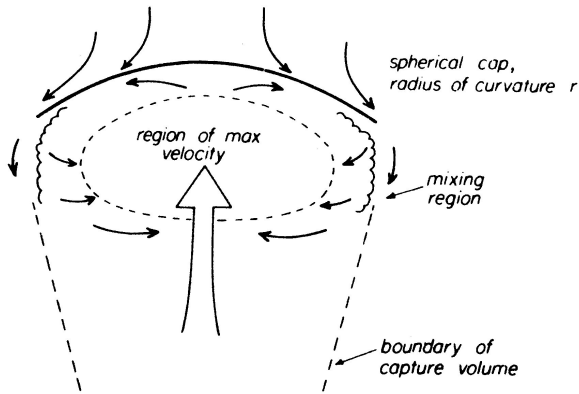 spherical cap,
radius of curvature r
region of max
velocity
mixing
region
boundary of
capture volume